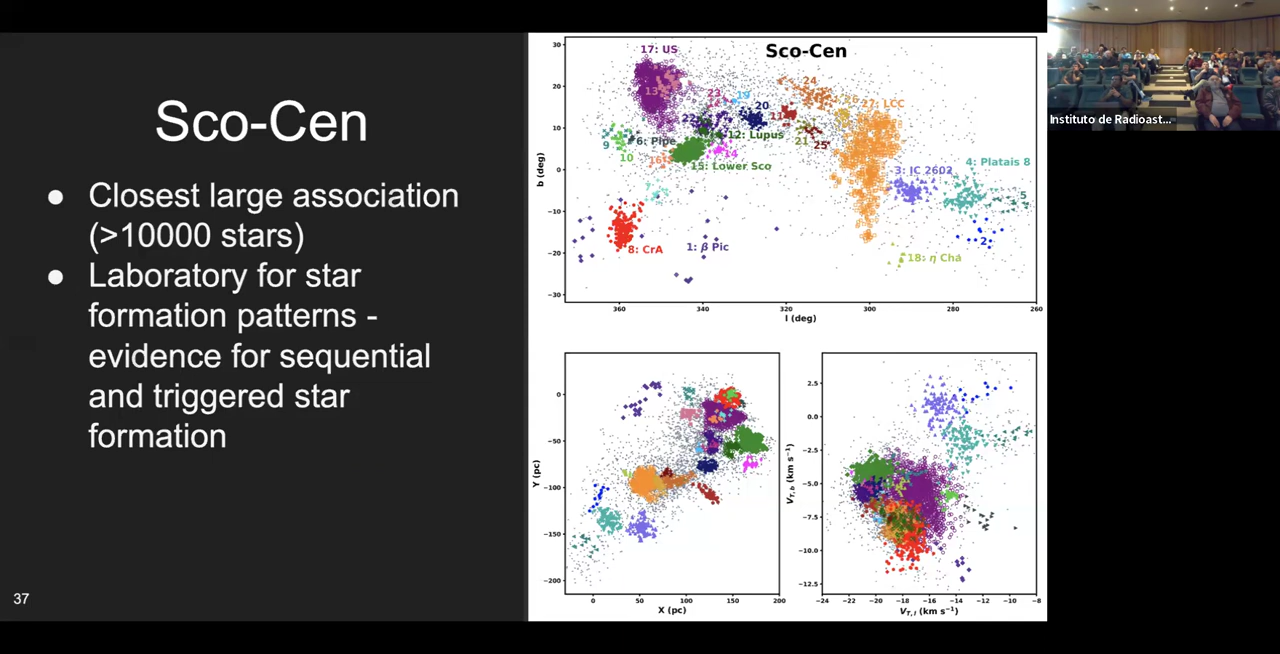 Sco-Cen
● Closest large association
(>10000 stars)
● Laboratory for star
formation patterns -
evidence for sequential
and triggered star
formation
37
Sco-Cen
17: US
13
24
23
19
20
27: LCC
11
22
12: Lupus
6: Pipe
9
10
14
21
25
16
15: Lower Sco
3: IC 2602
4: Platais 8
5
7
2
8: CrA
1: β Pic
18: η Cha
30
20
10
0
−10
−20
−30
b (deg)
360
340
320
300
280
260
l (deg)
0
−50
−100
−150
−200
Y (pc)
0
50
100
150
200
X (pc)
2.5
0.0
−2.5
−5.0
−7.5
−10.0
−12.5
V_T,b (km s⁻¹)
−24
−22
−20
−18
−16
−14
−12
−10
−8
V_T,l (km s⁻¹)
Instituto de Radioast...